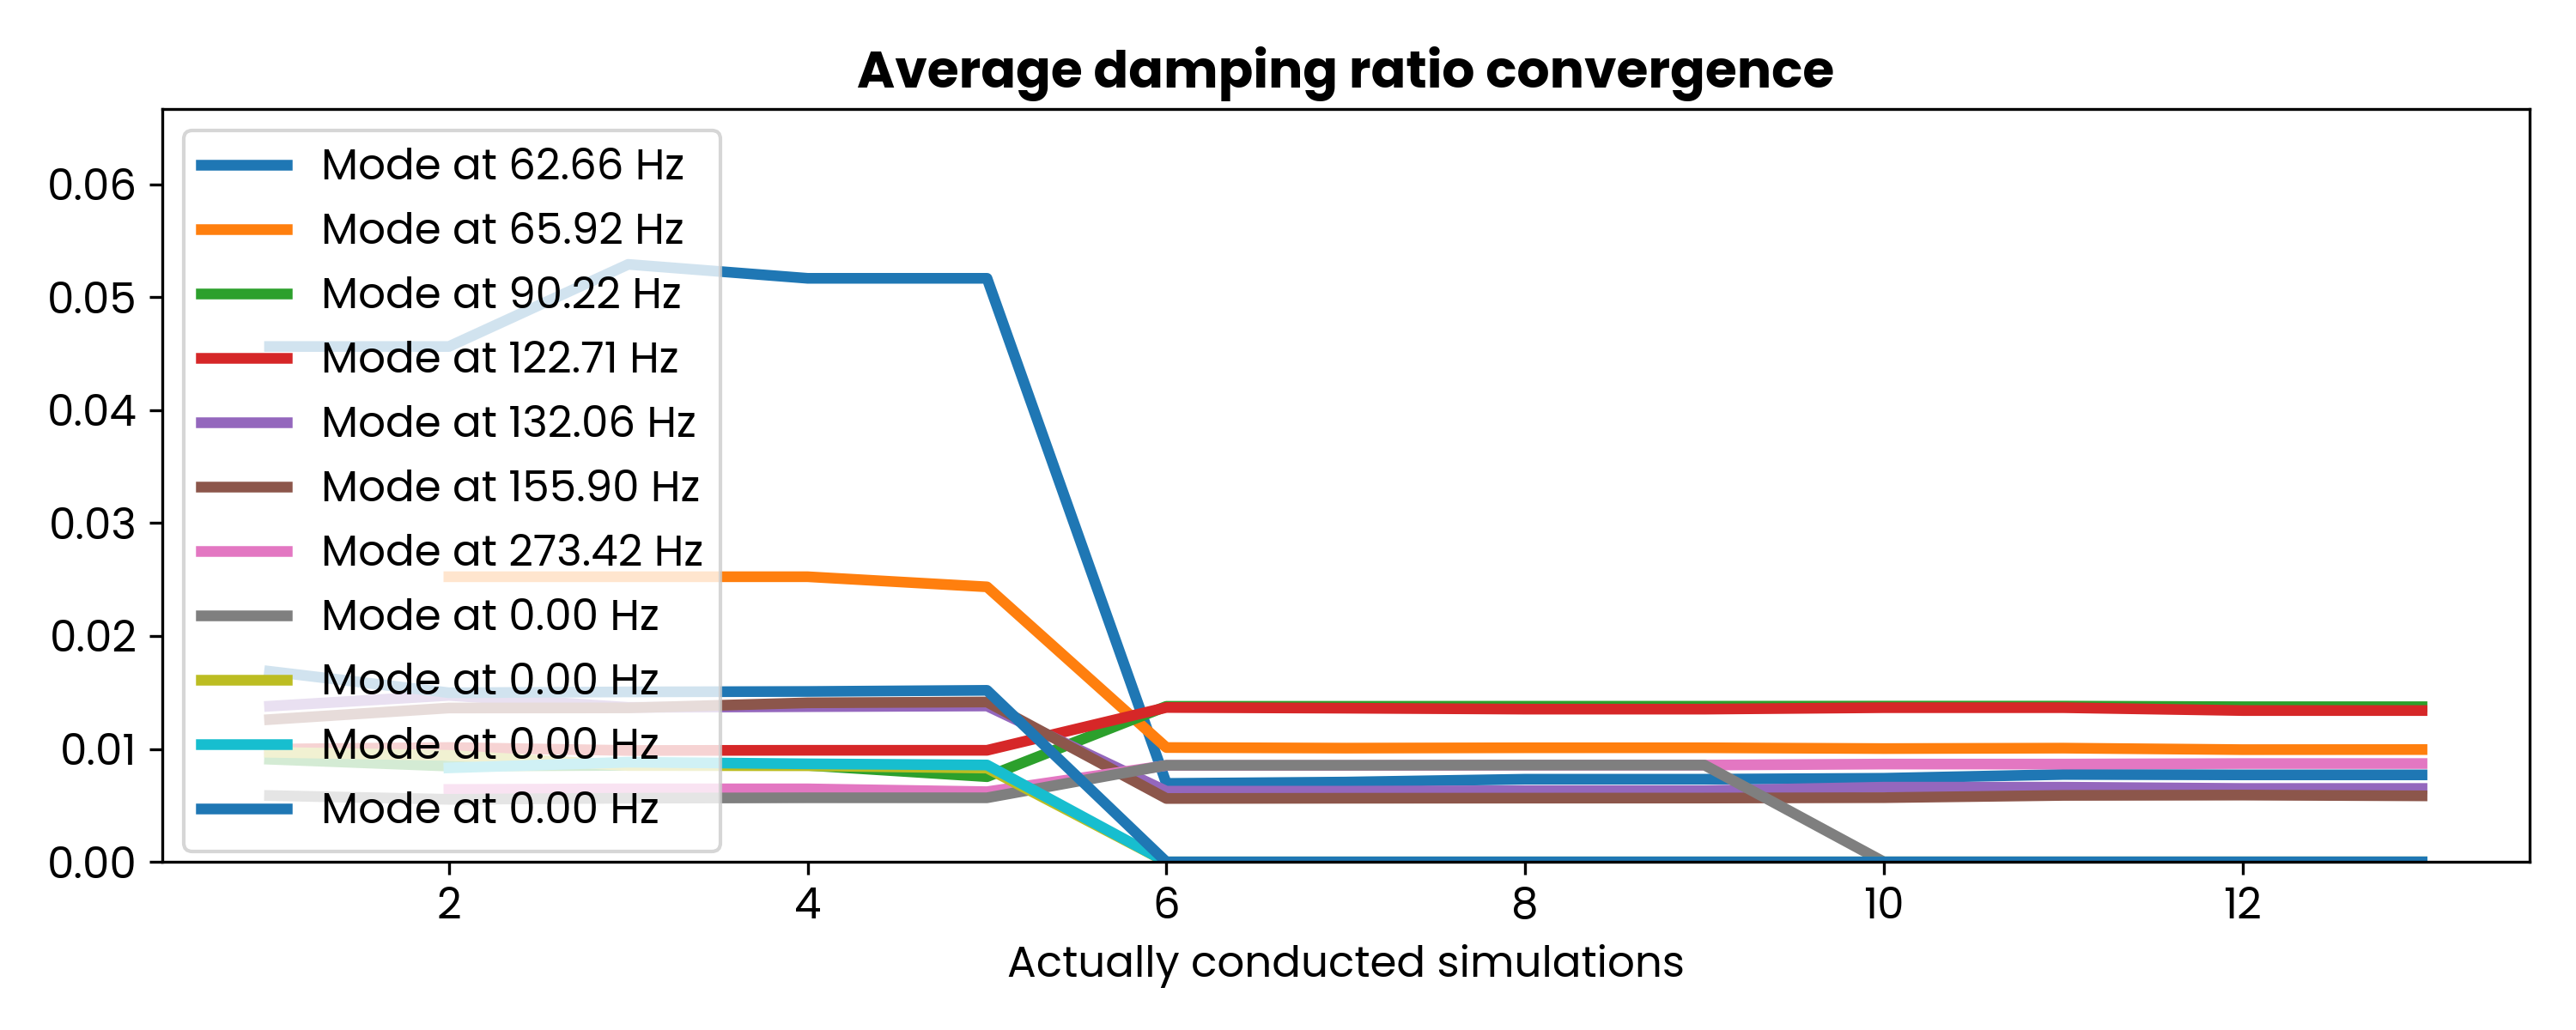 Average damping ratio convergence
Mode at 62.66 Hz
Mode at 65.92 Hz
Mode at 90.22 Hz
Mode at 122.71 Hz
Mode at 132.06 Hz
Mode at 155.90 Hz
Mode at 273.42 Hz
Mode at 0.00 Hz
Mode at 0.00 Hz
Mode at 0.00 Hz
Mode at 0.00 Hz
0.06
0.05
0.04
0.03
0.02
0.01
0.00
2 4 6 8 10 12
Actually conducted simulations